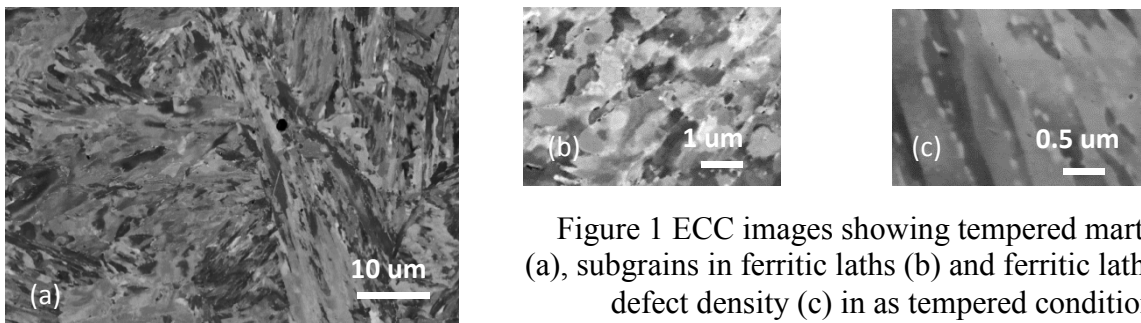 (a)
10 um
(b)
1 um
(c)
0.5 um
Figure 1 ECC images showing tempered mart
(a), subgrains in ferritic laths (b) and ferritic lath
defect density (c) in as tempered condition